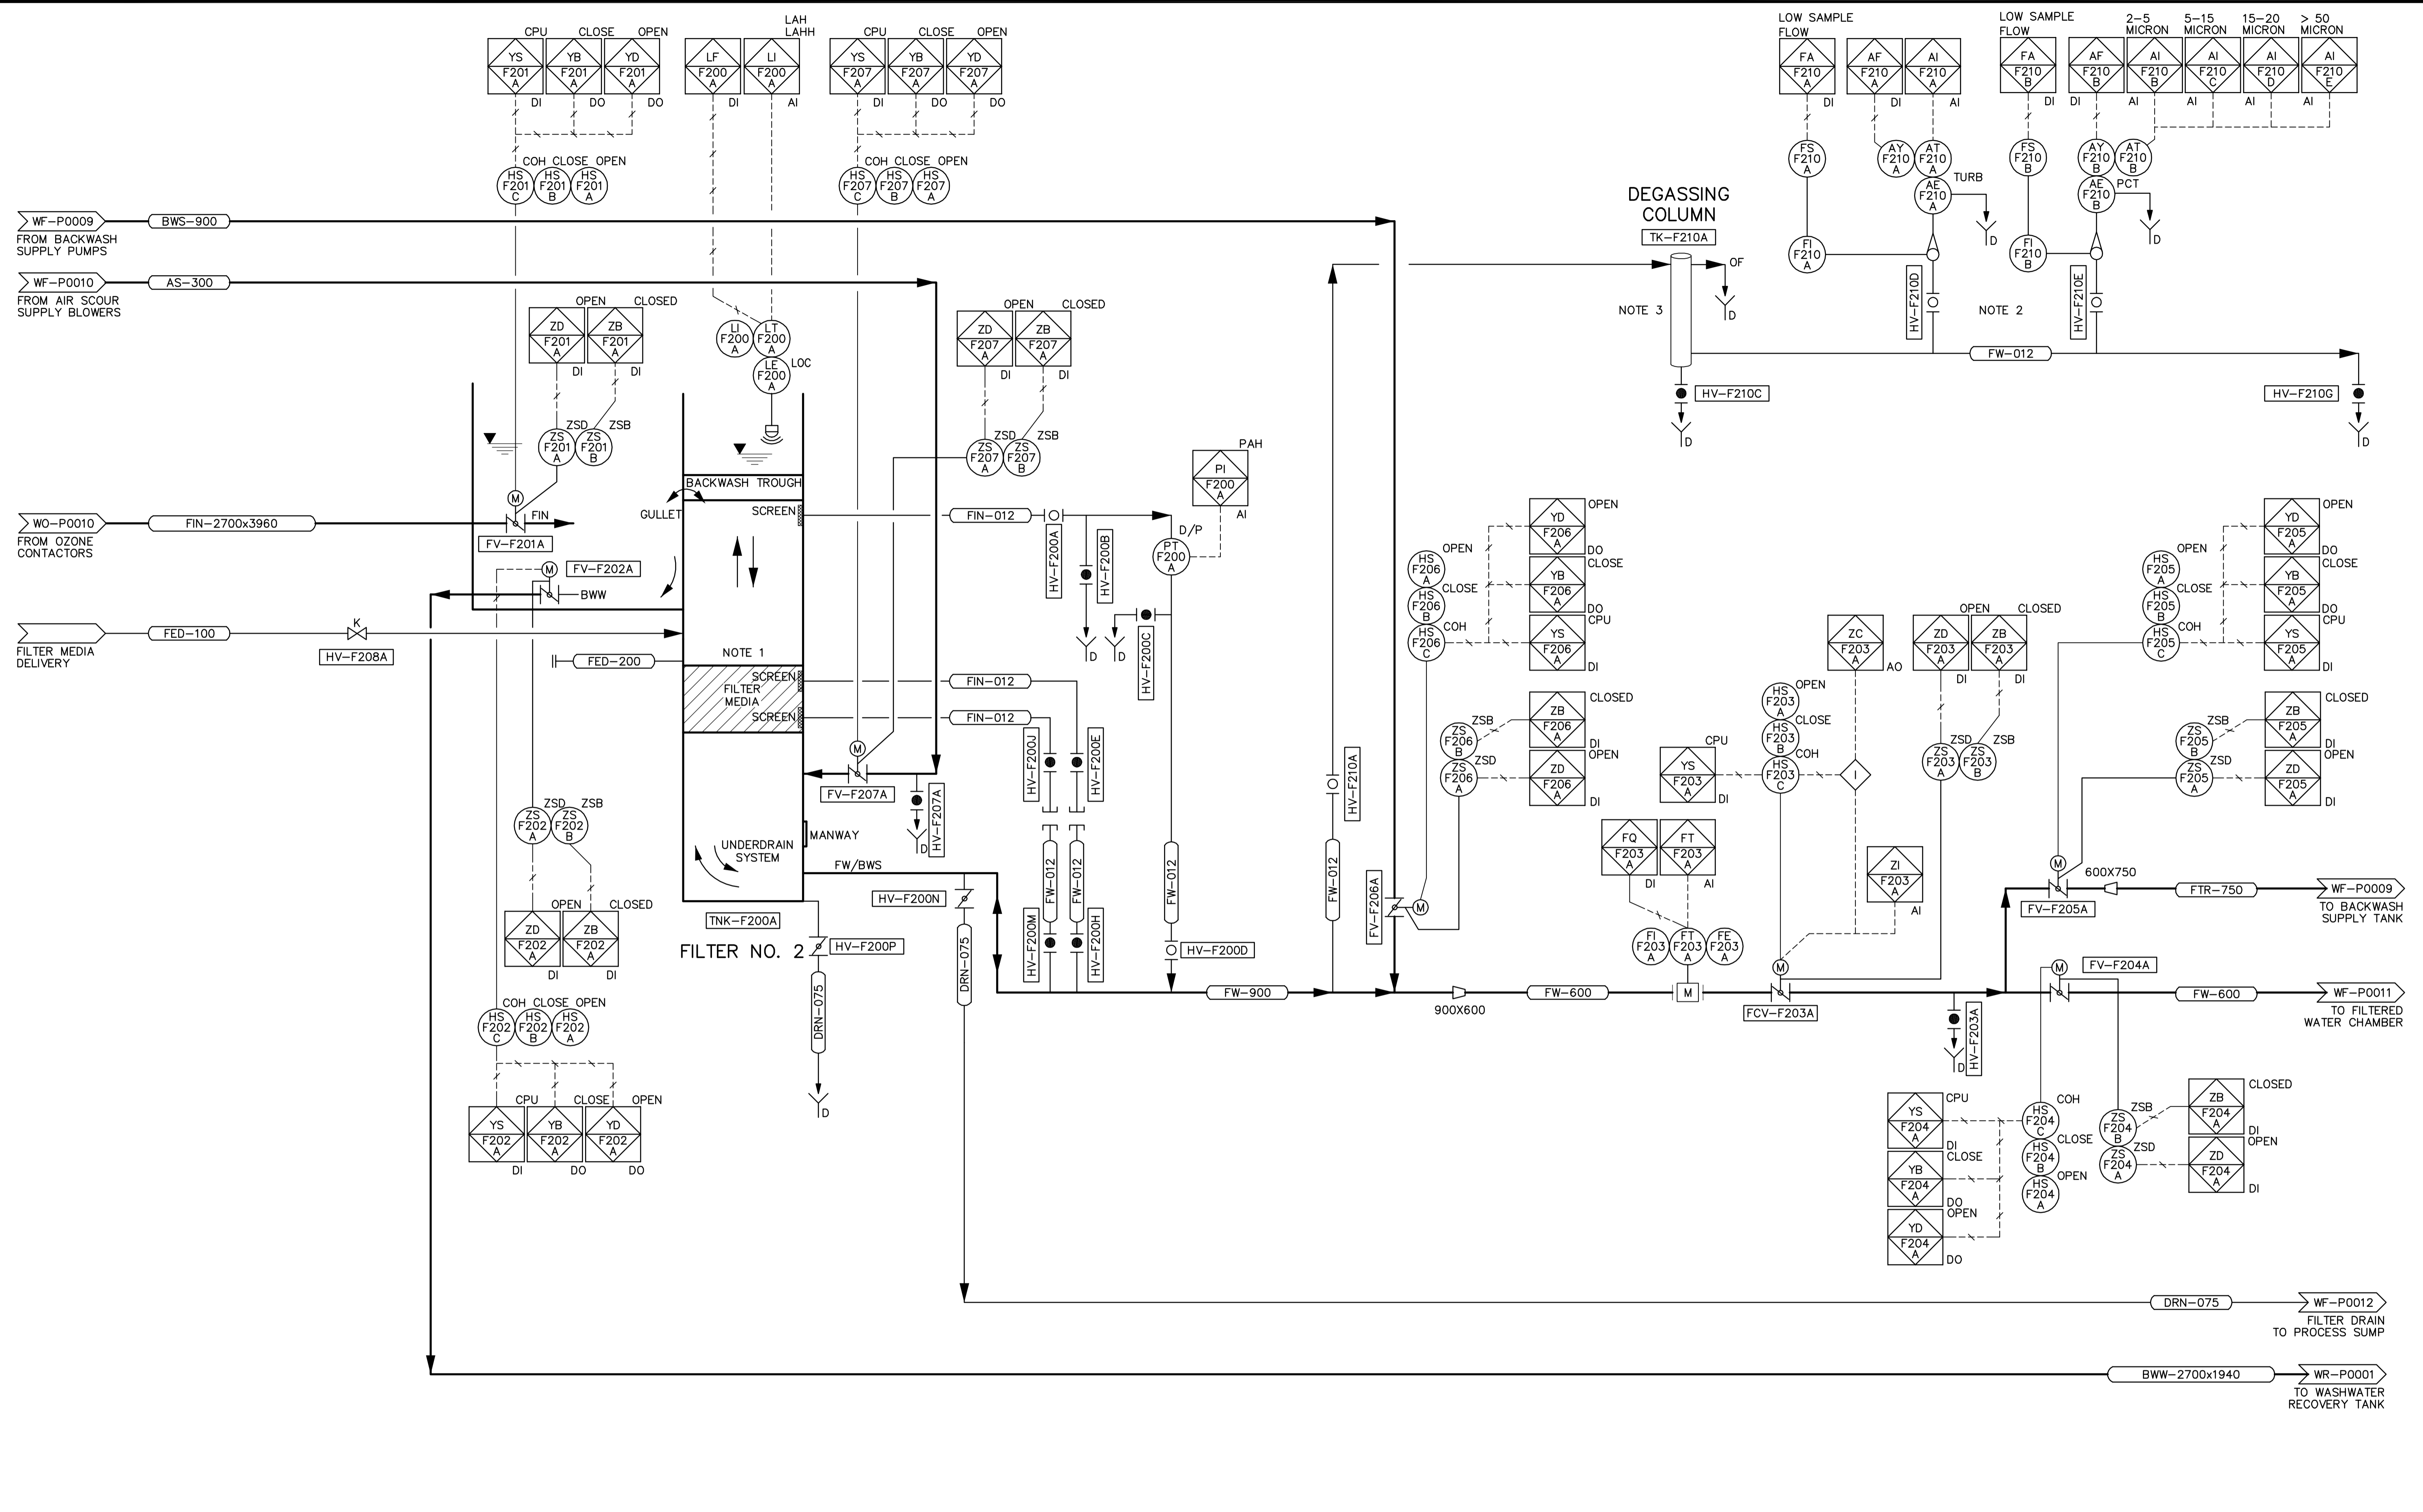 LAH
LAHH
CPU
CLOSE
OPEN
YS
F201
A
DI
YB
F201
A
DO
YD
F201
A
DO
LF
F200
A
DI
LI
F200
A
AI
CPU
CLOSE
OPEN
YS
F207
A
DI
YB
F207
A
DO
YD
F207
A
DO
LOW SAMPLE
FLOW
FA
F210
A
DI
AF
F210
A
DI
AI
F210
A
AI
LOW SAMPLE
FLOW
FA
F210
B
DI
AF
F210
B
DI
2-5
MICRON
AI
F210
B
AI
5-15
MICRON
AI
F210
C
AI
15-20
MICRON
AI
F210
D
AI
> 50
MICRON
AI
F210
E
AI
COH CLOSE OPEN
HS
F201
C
HS
F201
B
HS
F201
A
COH CLOSE OPEN
HS
F207
C
HS
F207
B
HS
F207
A
FS
F210
A
AY
F210
A
AT
F210
A
AE
F210
A
TURB
D
FI
F210
A
FS
F210
B
AY
F210
B
AT
F210
B
AE
F210
B
PCT
D
FI
F210
B
HV-F210D
HV-F210E
NOTE 2
DEGASSING
COLUMN
TK-F210A
OF
D
NOTE 3
FW-012
HV-F210C
D
HV-F210G
D
WF-P0009
BWS-900
FROM BACKWASH
SUPPLY PUMPS
WF-P0010
AS-300
FROM AIR SCOUR
SUPPLY BLOWERS
OPEN
CLOSED
ZD
F201
A
DI
ZB
F201
A
DI
ZSD
ZSB
ZS
F201
A
ZS
F201
B
LI
F200
A
LT
F200
A
LE
F200
A
LOC
OPEN
CLOSED
ZD
F207
A
DI
ZB
F207
A
DI
ZSD
ZSB
ZS
F207
A
ZS
F207
B
PAH
PI
F200
A
AI
D/P
PT
F200
A
WO-P0010
FIN-2700x3960
FROM OZONE
CONTACTORS
M
FIN
FV-F201A
GULLET
BACKWASH TROUGH
SCREEN
FIN-012
HV-F200A
HV-F200B
D
HV-F200C
D
M
FV-F202A
BWW
FILTER MEDIA
DELIVERY
FED-100
K
HV-F208A
FED-200
NOTE 1
SCREEN
FILTER
MEDIA
SCREEN
FIN-012
FIN-012
M
FV-F207A
HV-F207A
D
MANWAY
UNDERDRAIN
SYSTEM
FW/BWS
TNK-F200A
FILTER NO. 2
HV-F200P
DRN-075
D
HV-F200N
DRN-075
HV-F200J
HV-F200E
FW-012
FW-012
HV-F200M
HV-F200H
FW-012
HV-F200D
HV-F210A
FW-012
FV-F206A
M
FW-900
900X600
FW-600
ZSD
ZSB
ZS
F202
A
ZS
F202
B
OPEN
CLOSED
ZD
F202
A
DI
ZB
F202
A
DI
COH CLOSE OPEN
HS
F202
C
HS
F202
B
HS
F202
A
CPU
CLOSE
OPEN
YS
F202
A
DI
YB
F202
A
DO
YD
F202
A
DO
OPEN
HS
F206
A
CLOSE
HS
F206
B
COH
HS
F206
C
YD
F206
A
OPEN
DO
YB
F206
A
CLOSE
DO
YS
F206
A
CPU
DI
ZSB
ZS
F206
B
ZSD
ZS
F206
A
ZB
F206
A
CLOSED
DI
ZD
F206
A
OPEN
DI
CPU
YS
F203
A
DI
OPEN
HS
F203
A
CLOSE
HS
F203
B
COH
HS
F203
C
ZC
F203
A
AO
I
OPEN
CLOSED
ZD
F203
A
DI
ZB
F203
A
DI
ZSD
ZSB
ZS
F203
A
ZS
F203
B
FQ
F203
A
DI
FT
F203
A
AI
ZI
F203
A
AI
FI
F203
A
FT
F203
A
FE
F203
A
M
M
FCV-F203A
HV-F203A
D
OPEN
HS
F205
A
CLOSE
HS
F205
B
COH
HS
F205
C
YD
F205
A
OPEN
DO
YB
F205
A
CLOSE
DO
YS
F205
A
CPU
DI
ZSB
ZS
F205
B
ZSD
ZS
F205
A
ZB
F205
A
CLOSED
DI
ZD
F205
A
OPEN
DI
M
600X750
FV-F205A
FTR-750
WF-P0009
TO BACKWASH
SUPPLY TANK
M
FV-F204A
FW-600
WF-P0011
TO FILTERED
WATER CHAMBER
YS
F204
A
CPU
DI
YB
F204
A
CLOSE
DO
YD
F204
A
OPEN
DO
COH
HS
F204
C
CLOSE
HS
F204
B
OPEN
HS
F204
A
ZSB
ZS
F204
B
ZSD
ZS
F204
A
ZB
F204
A
CLOSED
DI
ZD
F204
A
OPEN
DI
DRN-075
WF-P0012
FILTER DRAIN
TO PROCESS SUMP
BWW-2700x1940
WR-P0001
TO WASHWATER
RECOVERY TANK